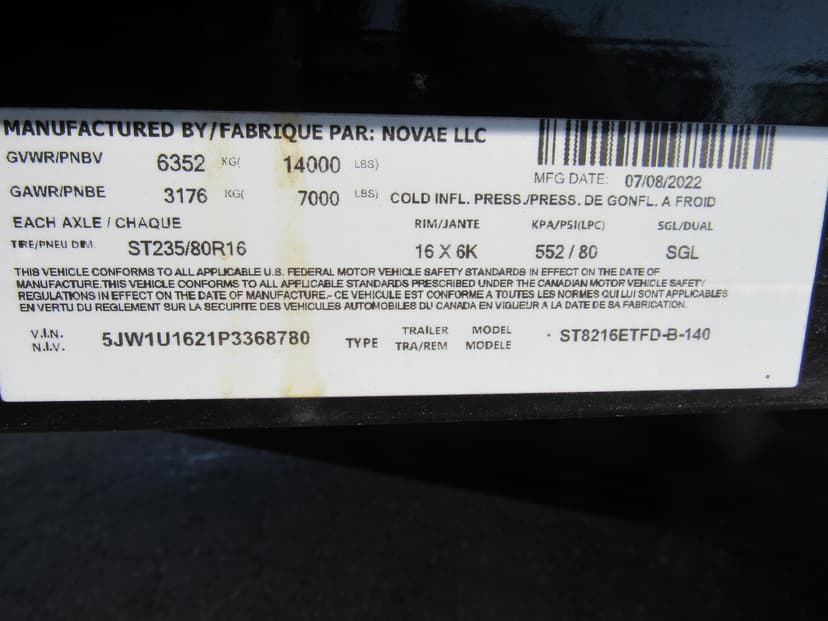 MANUFACTURED BY/FABRIQUE PAR: NOVAE LLC
GVWR/PNBV 6352 KG( 14000 LBS) MFG DATE: 07/08/2022
GAWR/PNBE 3176 KG( 7000 LBS) COLD INFL. PRESS./PRESS. DE GONFL. A FROID
EACH AXLE / CHAQUE RIM/JANTE KPA/PSI(LPC) SGL/DUAL
TIRE/PNEU DIM. ST235/80R16 16 X 6K 552 / 80 SGL
THIS VEHICLE CONFORMS TO ALL APPLICABLE U.S. FEDERAL MOTOR VEHICLE SAFETY STANDARDS IN EFFECT ON THE DATE OF
MANUFACTURE.THIS VEHICLE CONFORMS TO ALL APPLICABLE STANDARDS PRESCRIBED UNDER THE CANADIAN MOTOR VEHICLE SAFETY
REGULATIONS IN EFFECT ON THE DATE OF MANUFACTURE.- CE VEHICULE EST CONFORME A TOUTES LES NORMES QUI LUI SONT APPLICABLES
EN VERTU DU REGLEMENT SUR LA SECURITE DES VEHICULES AUTOMOBILES DU CANADA EN VIGUEUR A LA DATE DE SA FABRICATION.
V.I.N. TRAILER MODEL
N.I.V. 5JW1U1621P3368780 TYPE TRA/REM MODELE ST8216ETFD-B-140